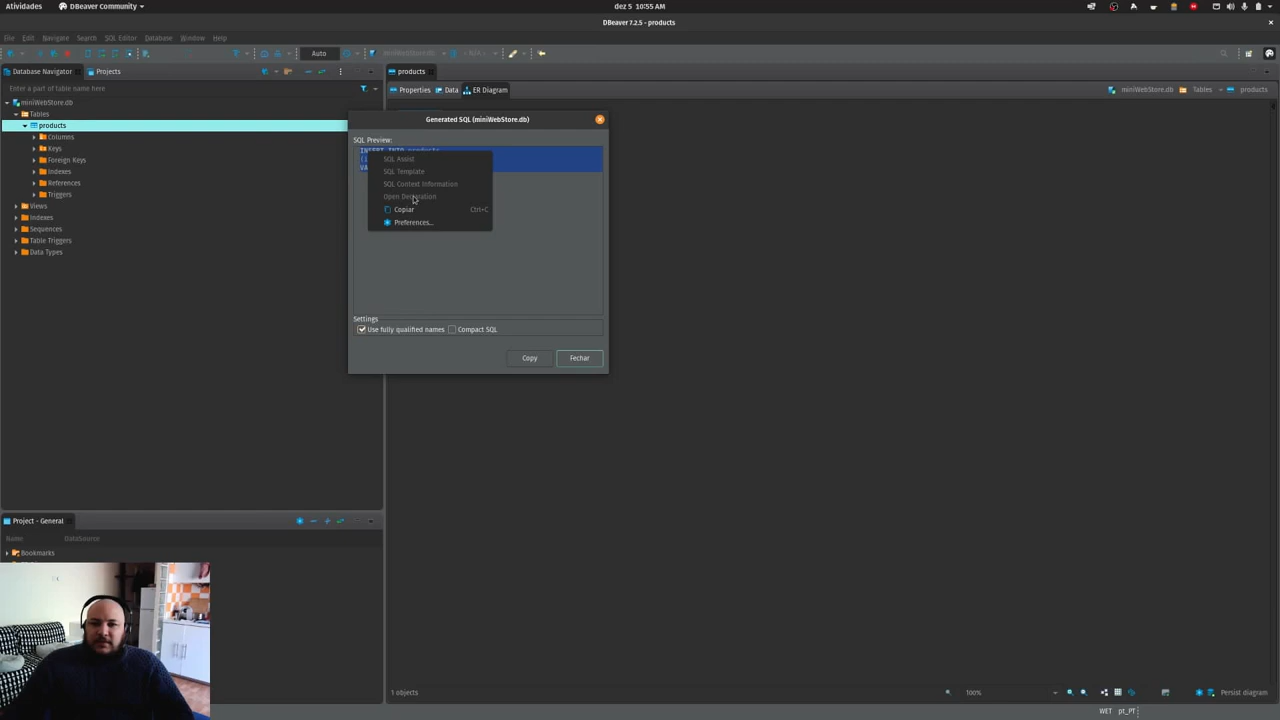 Atividades
DBeaver Community
dez 5 10:55 AM
DBeaver 7.2.5 - products
File Edit Navigate Search SQL Editor Database Window Help
Auto
miniWebStore.db
< N/A >
Database Navigator
Projects
products
Enter a part of table name here
Properties
Data
ER Diagram
miniWebStore.db
Tables
products
miniWebStore.db
Tables
products
Columns
Keys
Foreign Keys
Indexes
References
Triggers
Views
Indexes
Sequences
Table Triggers
Data Types
Generated SQL (miniWebStore.db)
SQL Preview:
INSERT INTO products
SQL Assist
SQL Template
SQL Context Information
Open Declaration
Copiar Ctrl+C
Preferences...
Settings
Use fully qualified names
Compact SQL
Copy
Fechar
Project - General
Name
DataSource
Bookmarks
1 objects
100%
Persist diagram
WET
pt_PT